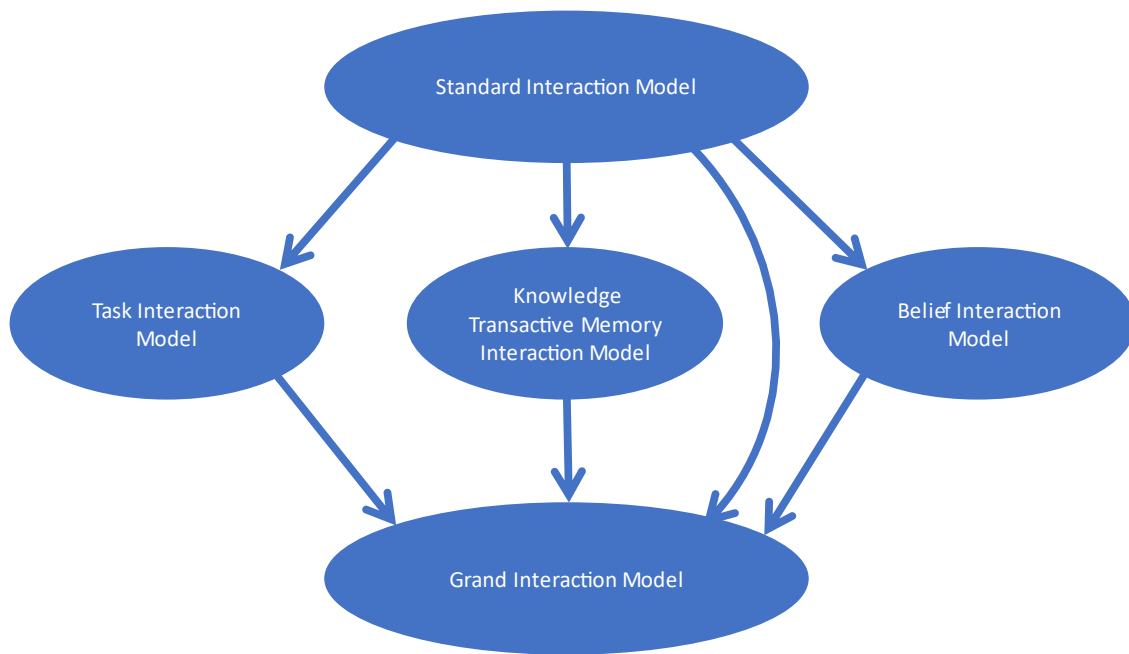 Standard Interaction Model
Task Interaction
Model
Knowledge
Transactive Memory
Interaction Model
Belief Interaction
Model
Grand Interaction Model